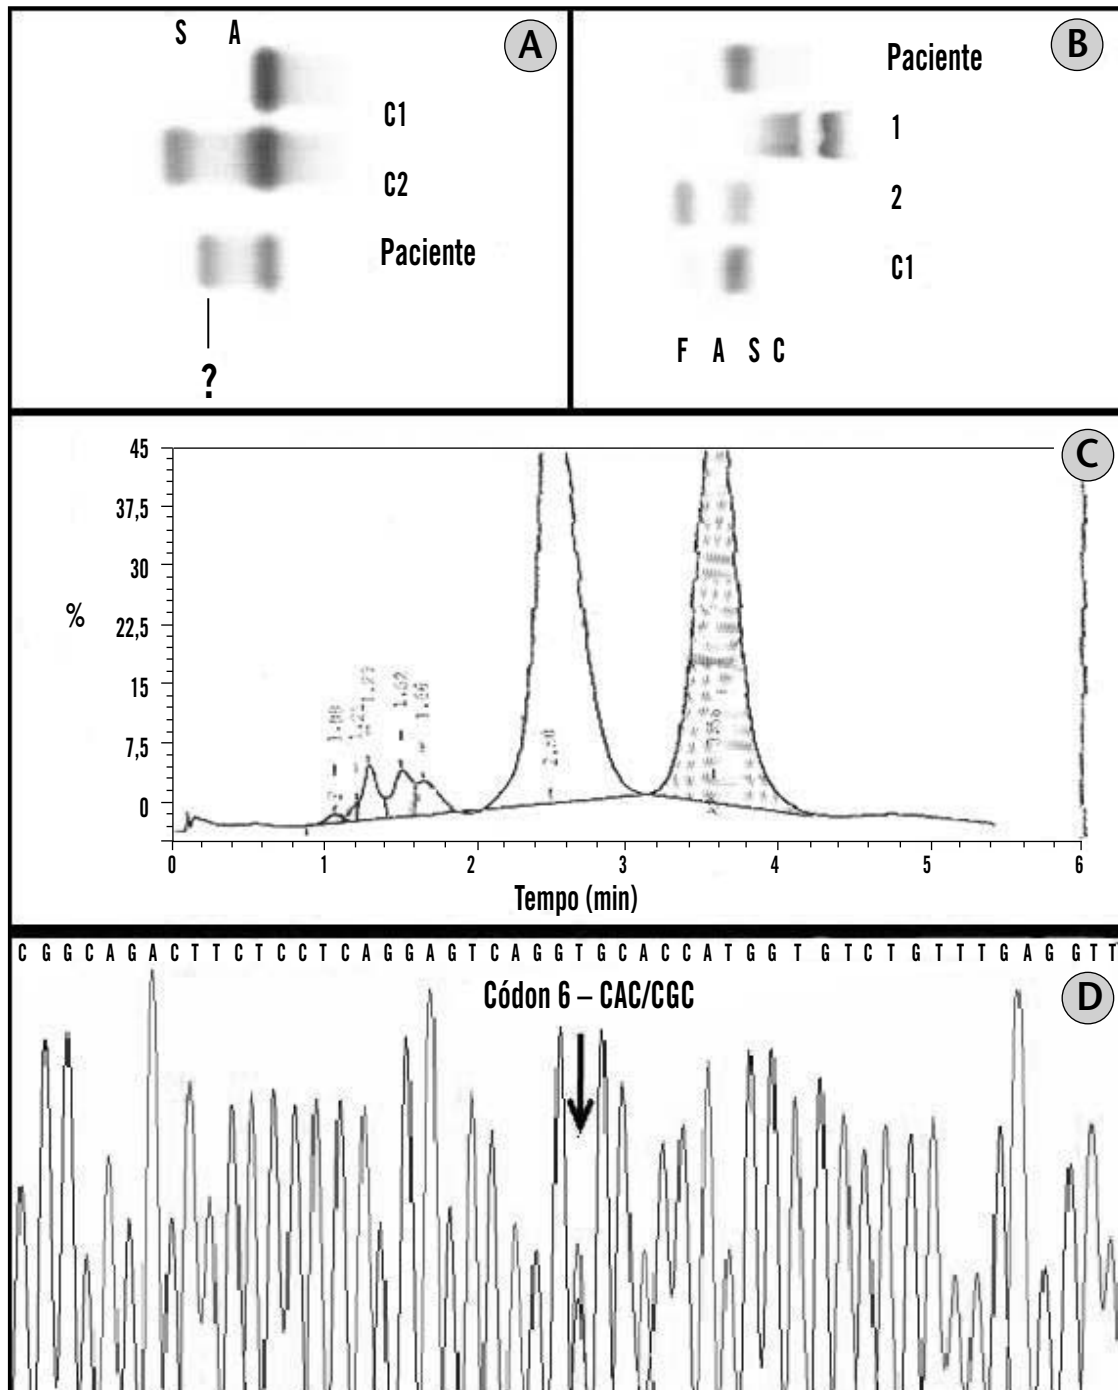 S A
A
C1
C2
Paciente
?
B
Paciente
1
2
C1
F A S C
C
45
37,5
30
22,5
15
7,5
0
%
0 1 2 3 4 5 6
Tempo (min)
C G G C A G A C T T C T C C T C A G G A G T C A G G T G C A C C A T G G T G T C T G T T T G A G G T T
Códon 6 – CAC/CGC
D